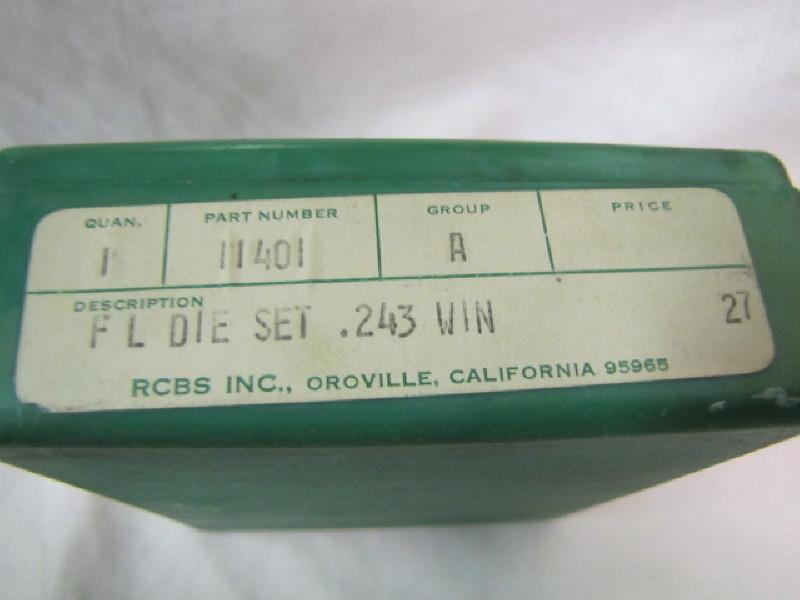 QUAN. PART NUMBER GROUP PRICE
1 11401 A
DESCRIPTION
F L DIE SET .243 WIN 27
RCBS INC., OROVILLE, CALIFORNIA 95965